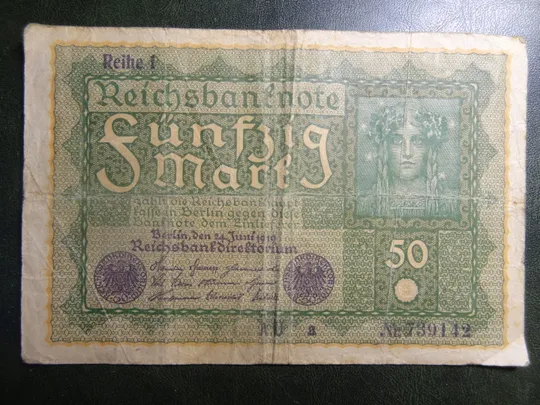 Reihe 1
Reichsbanknote
Fünfzig
Mark
zahlt die Reichsbankhaupt
kasse in Berlin gegen diese
Banknote dem Einliefe
Berlin, den 24. Juni 1919
Reichsbankdirektorium
50
a
Nr. 739142